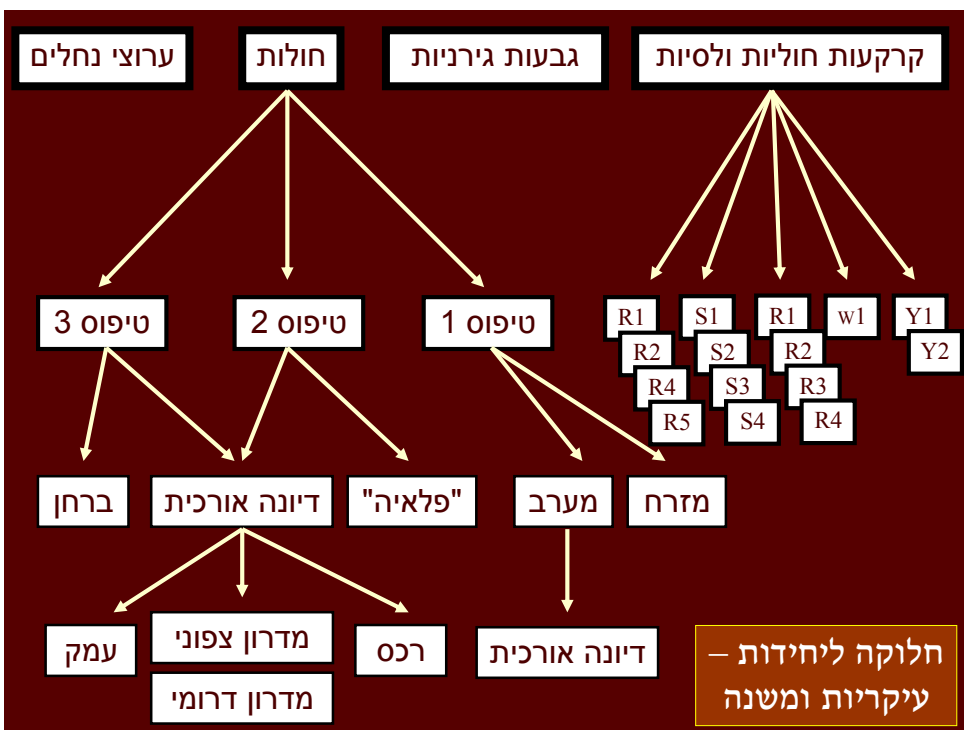 קרקעות חוליות ולסיות
גבעות גירניות
חולות
ערוצי נחלים
טיפוס 1
טיפוס 2
טיפוס 3
R1
R2
R4
R5
S1
S2
S3
S4
R1
R2
R3
R4
w1
Y1
Y2
מזרח
מערב
"פלאיה"
דיונה אורכית
ברחן
דיונה אורכית
רכס
מדרון צפוני
מדרון דרומי
עמק
חלוקה ליחידות –
עיקריות ומשנה